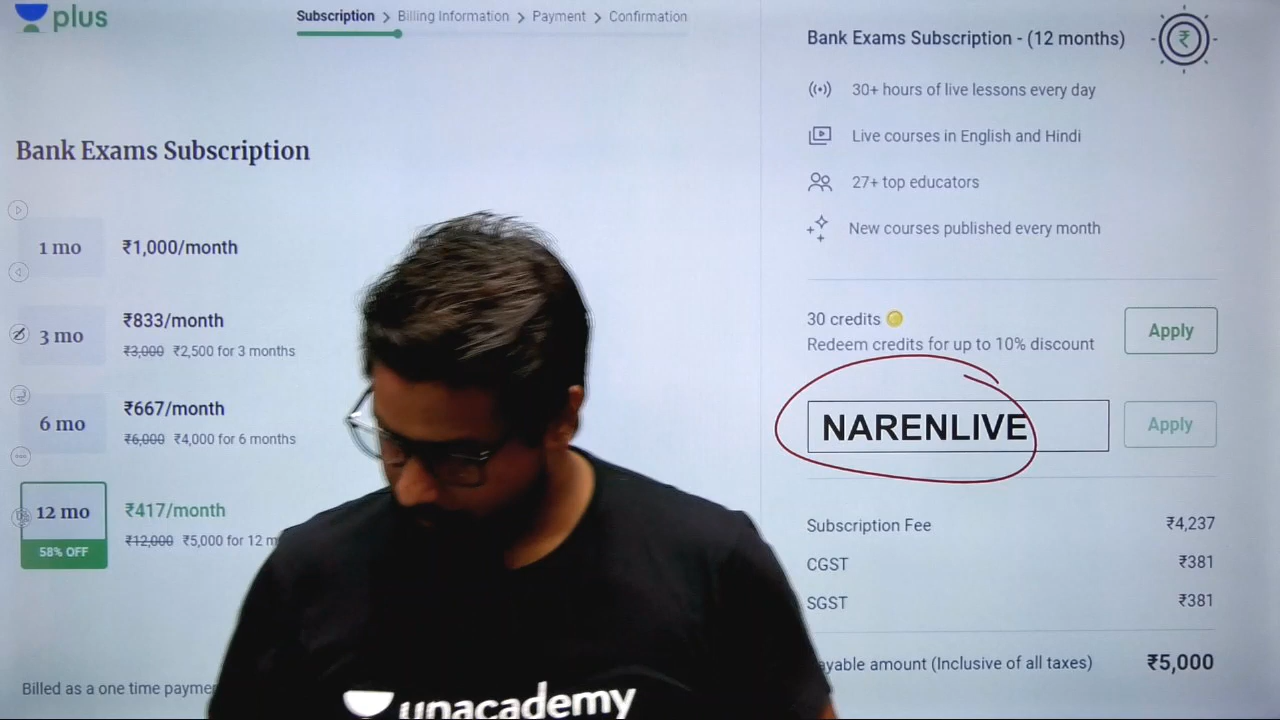 plus
Subscription > Billing Information > Payment > Confirmation
Bank Exams Subscription
1 mo ₹1,000/month
3 mo ₹833/month
₹3,000 ₹2,500 for 3 months
6 mo ₹667/month
₹6,000 ₹4,000 for 6 months
12 mo ₹417/month
₹12,000 ₹5,000 for 12 m
58% OFF
Billed as a one time payme
Bank Exams Subscription - (12 months)
30+ hours of live lessons every day
Live courses in English and Hindi
27+ top educators
New courses published every month
30 credits
Redeem credits for up to 10% discount
Apply
NARENLIVE
Apply
Subscription Fee ₹4,237
CGST ₹381
SGST ₹381
ayable amount (Inclusive of all taxes) ₹5,000
unacademy